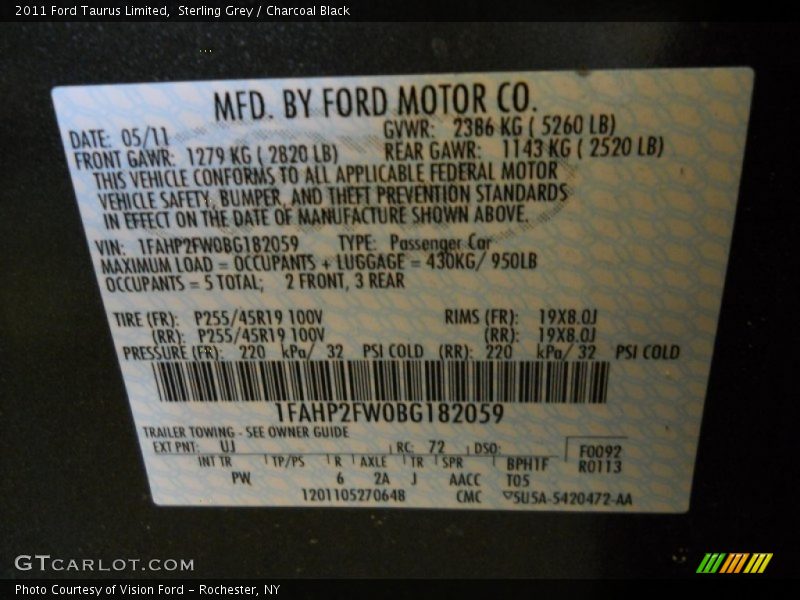 2011 Ford Taurus Limited,  Sterling Grey / Charcoal Black
MFD. BY FORD MOTOR CO.
DATE: 05/11 GVWR: 2386 KG ( 5260 LB)
FRONT GAWR: 1279 KG ( 2820 LB) REAR GAWR: 1143 KG ( 2520 LB)
THIS VEHICLE CONFORMS TO ALL APPLICABLE FEDERAL MOTOR
VEHICLE SAFETY, BUMPER, AND THEFT PREVENTION STANDARDS
IN EFFECT ON THE DATE OF MANUFACTURE SHOWN ABOVE.
VIN: 1FAHP2FW0BG182059 TYPE: Passenger Car
MAXIMUM LOAD = OCCUPANTS + LUGGAGE = 430KG/ 950LB
OCCUPANTS = 5 TOTAL; 2 FRONT, 3 REAR
TIRE (FR): P255/45R19 100V RIMS (FR): 19X8.0J
(RR): P255/45R19 100V (RR): 19X8.0J
PRESSURE (FR): 220 kPa/ 32 PSI COLD (RR): 220 kPa/ 32 PSI COLD
1FAHP2FW0BG182059
TRAILER TOWING - SEE OWNER GUIDE
EXT PNT: UJ RC: 72 DSO: F0092
INT TR TP/PS R AXLE TR SPR BPH1F R0113
PW 6 2A J AACC T05
1201105270648 CMC 5U5A-5420472-AA
GTCARLOT.COM
Photo Courtesy of Vision Ford – Rochester, NY